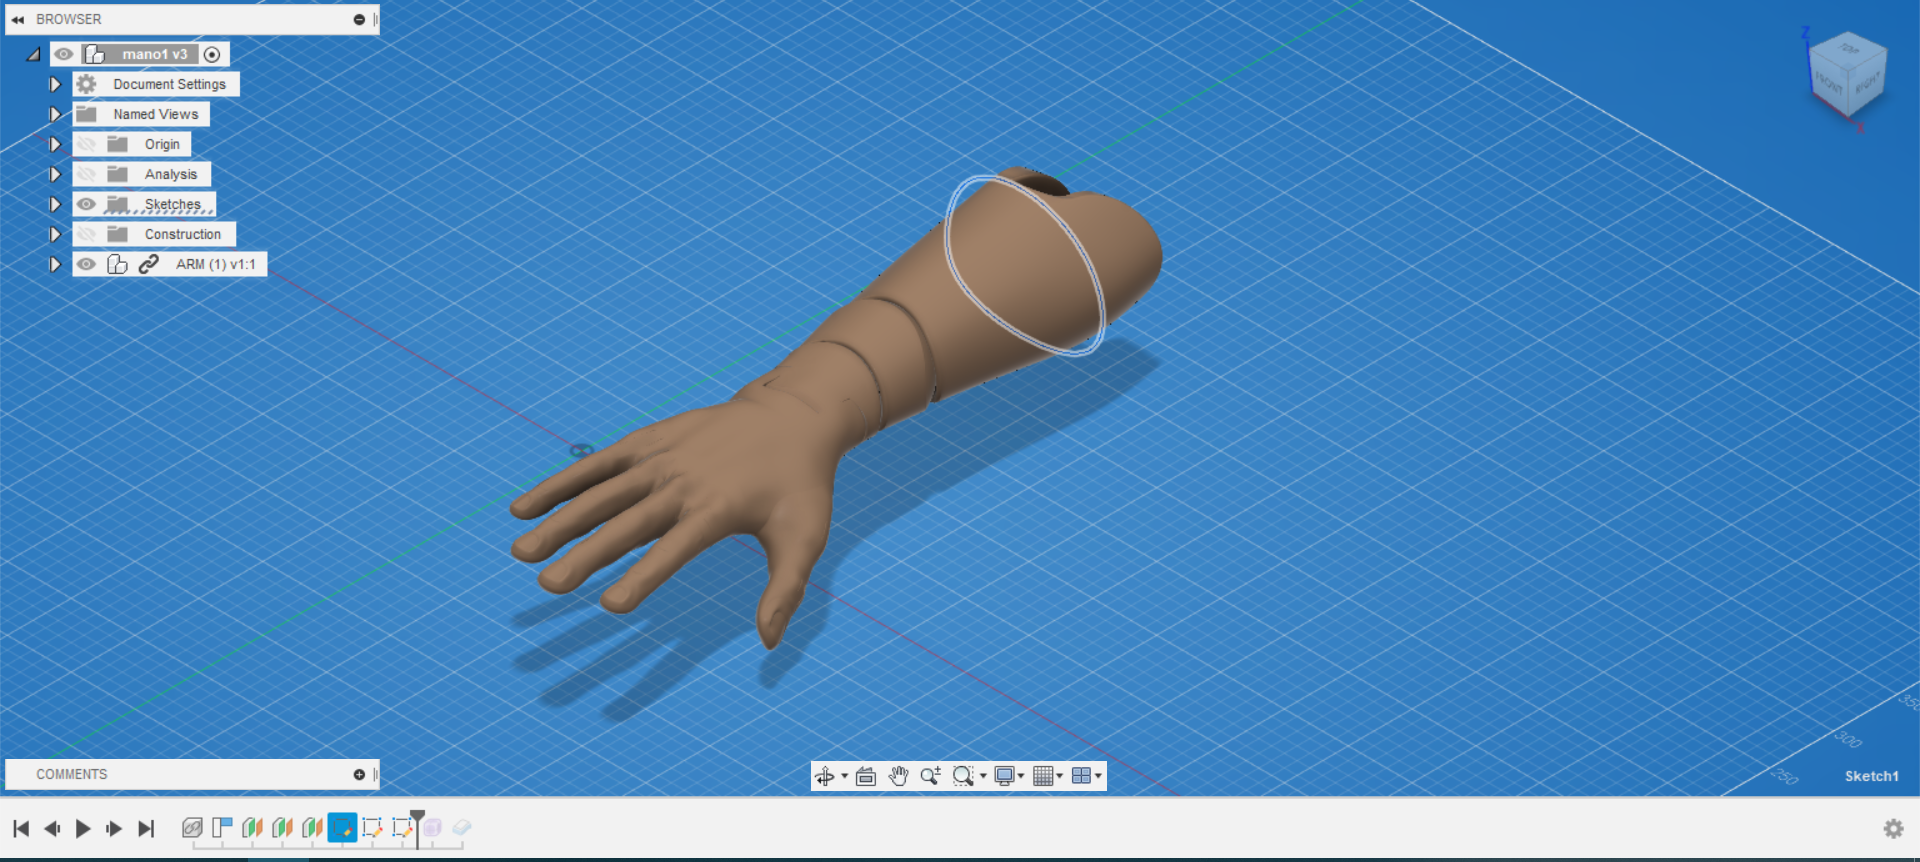 BROWSER
mano1 v3
Document Settings
Named Views
Origin
Analysis
Sketches
Construction
ARM (1) v1:1
Z
TOP
FRONT
RIGHT
X
350
300
250
COMMENTS
Sketch1